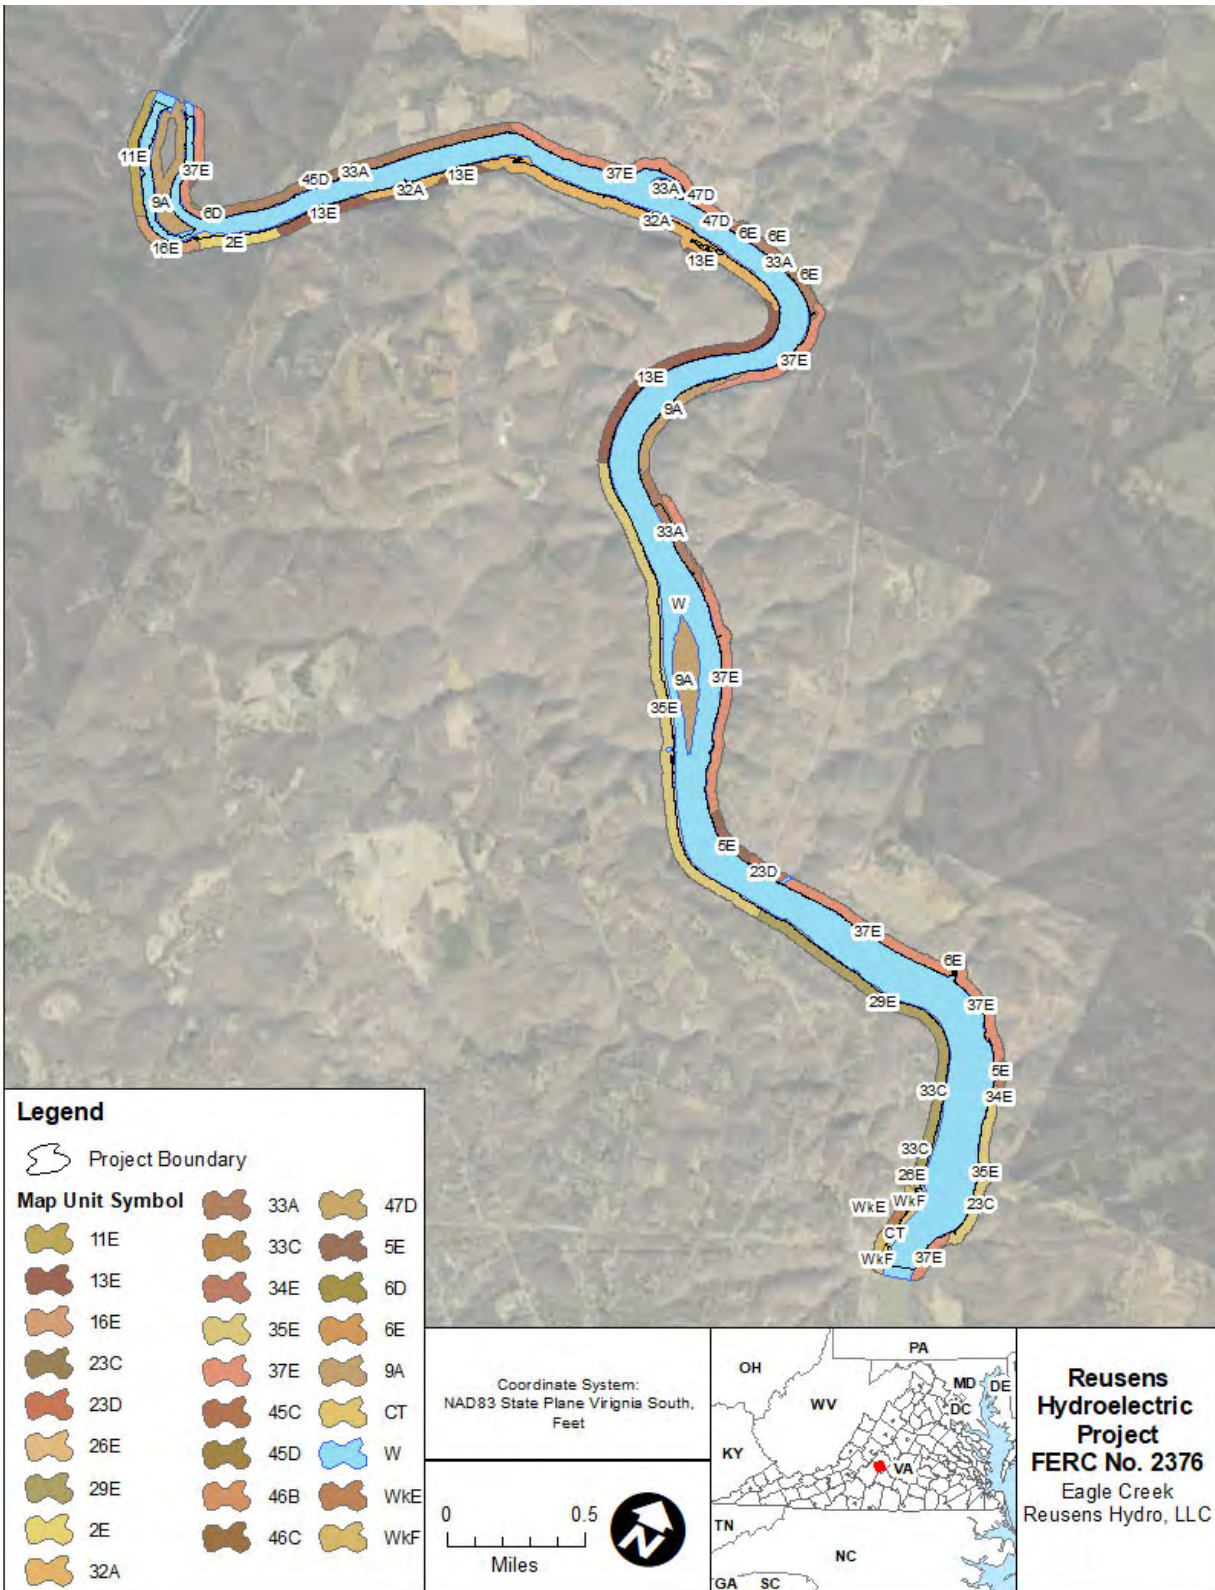 11E
37E
9A
6D
16E
2E
45D
33A
13E
32A
13E
37E
33A
47D
32A
47D
6E
6E
13E
33A
6E
37E
13E
9A
33A
W
9A
37E
35E
5E
23D
37E
6E
29E
37E
5E
33C
34E
33C
26E
35E
WkE
WkF
23C
CT
WkF
37E
Legend
Project Boundary
Map Unit Symbol
11E
13E
16E
23C
23D
26E
29E
2E
32A
33A
33C
34E
35E
37E
45C
45D
46B
46C
47D
5E
6D
6E
9A
CT
W
WkE
WkF
Coordinate System:
NAD83 State Plane Virignia South,
Feet
0 0.5
Miles
N
PA
OH
MD
DE
WV
DC
KY
VA
TN
NC
GA
SC
Reusens
Hydroelectric
Project
FERC No. 2376
Eagle Creek
Reusens Hydro, LLC